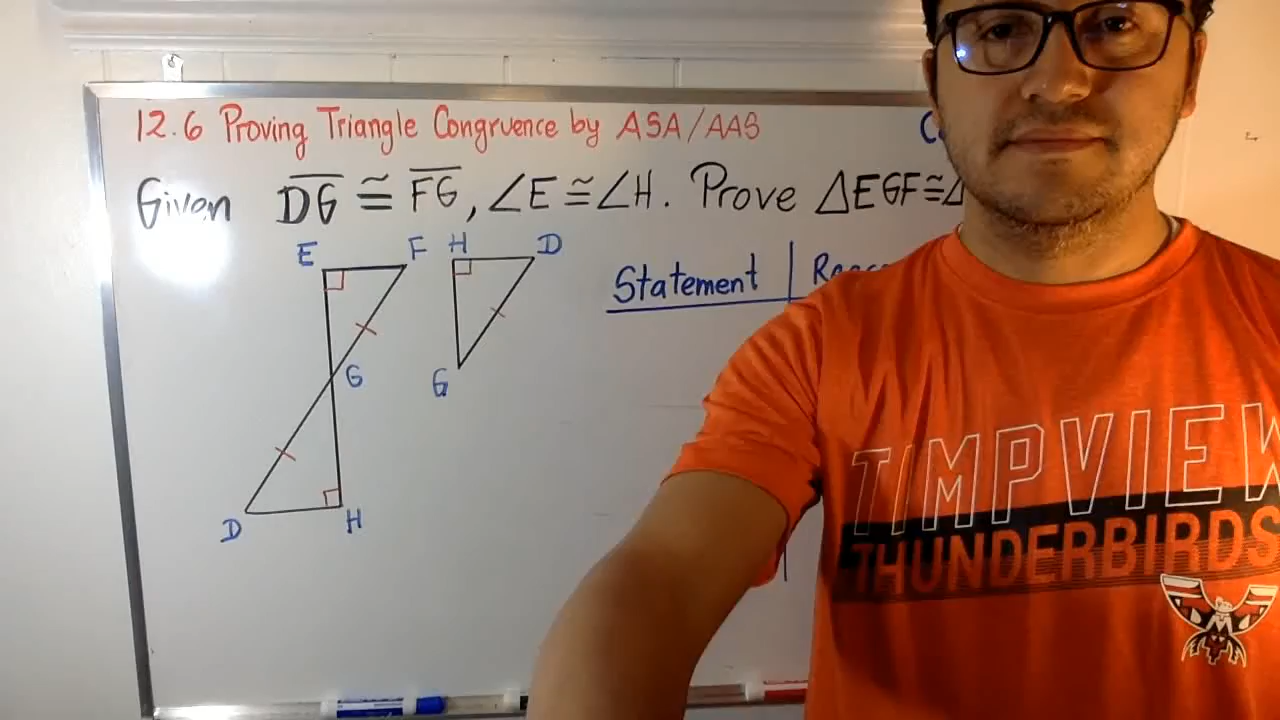 12.6 Proving Triangle Congruence by ASA/AAS
Given DG ≅ FG, ∠E ≅ ∠H. Prove △EGF ≅ △
E F H D
Statement
G G
D H
TIMPVIEW
THUNDERBIRDS